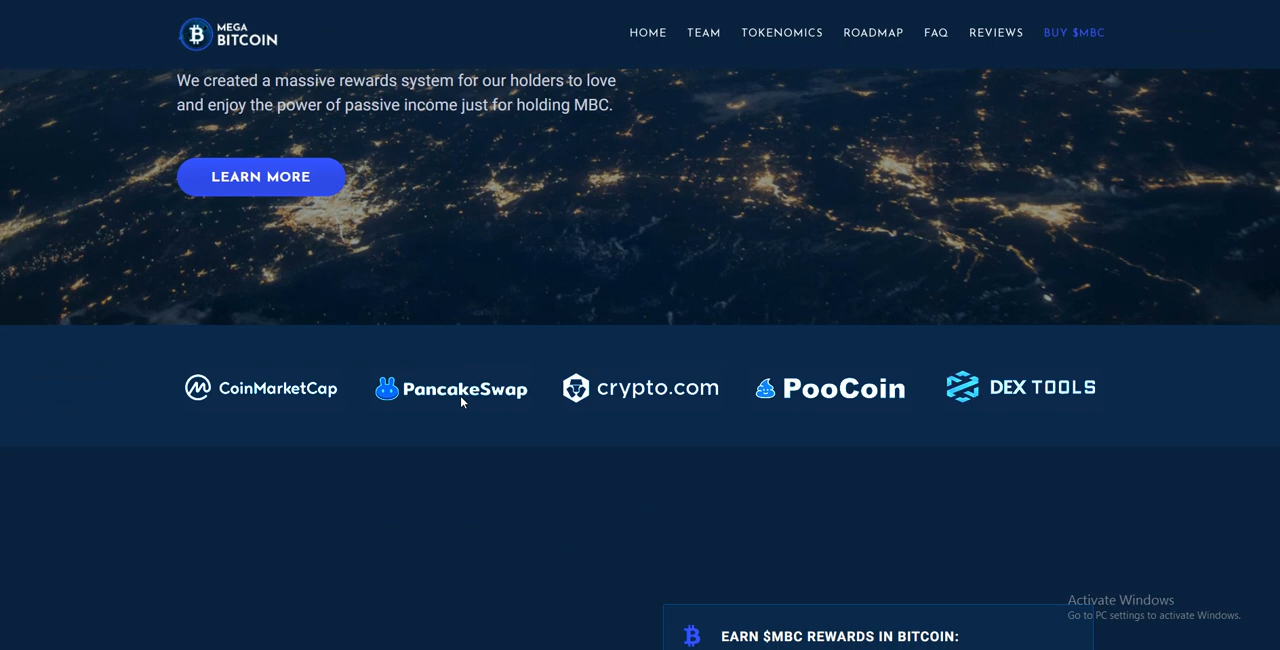 MEGA
BITCOIN
HOME TEAM TOKENOMICS ROADMAP FAQ REVIEWS BUY $MBC
We created a massive rewards system for our holders to love
and enjoy the power of passive income just for holding MBC.
LEARN MORE
CoinMarketCap PancakeSwap crypto.com PooCoin DEXTOOLS
Activate Windows
Go to PC settings to activate Windows.
EARN $MBC REWARDS IN BITCOIN: